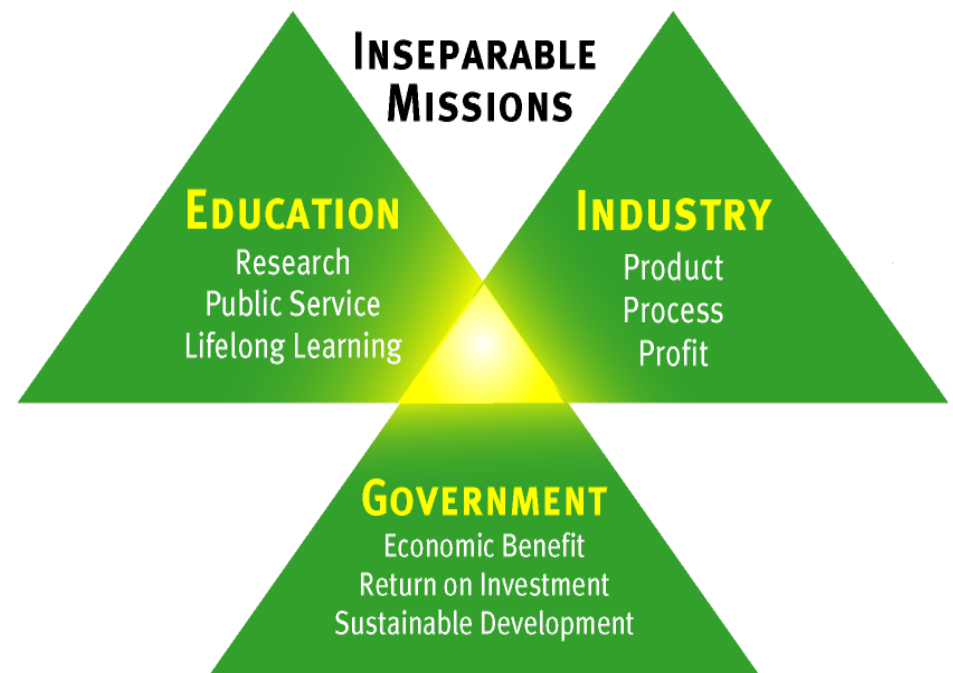 INSEPARABLE
MISSIONS
EDUCATION
Research
Public Service
Lifelong Learning
INDUSTRY
Product
Process
Profit
GOVERNMENT
Economic Benefit
Return on Investment
Sustainable Development